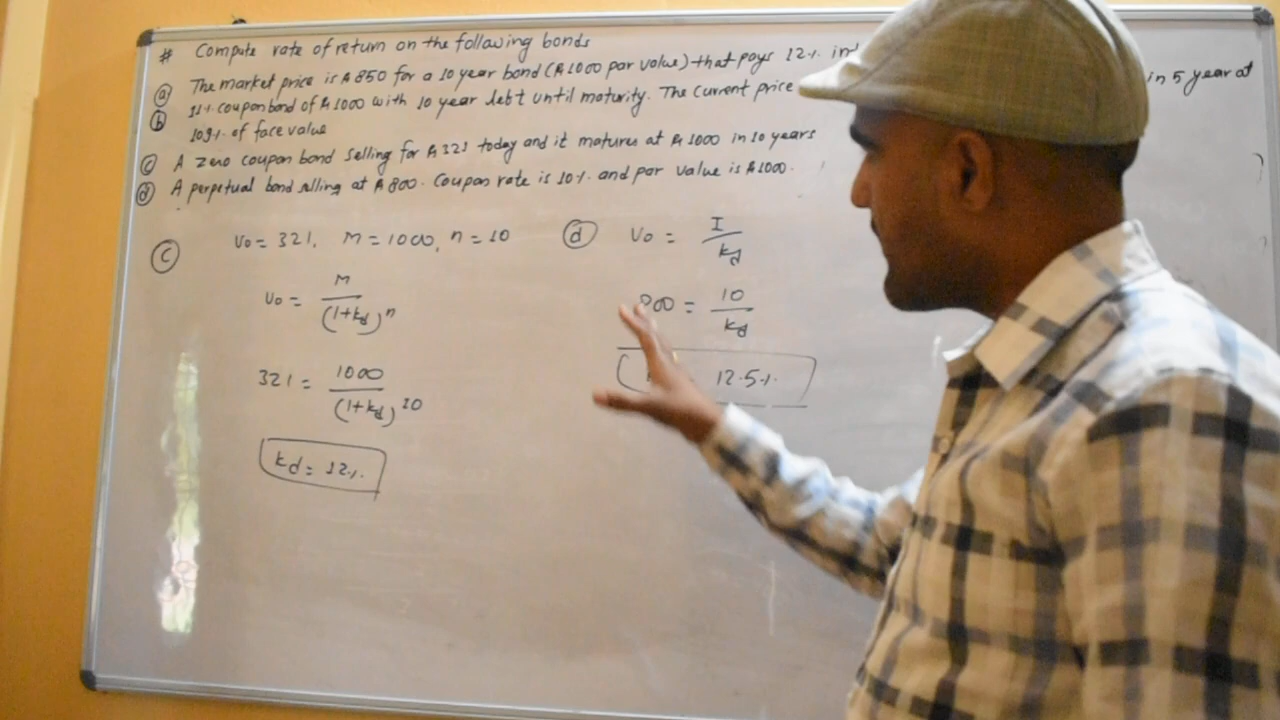 # Compute rate of return on the following bonds
(a) The market price is ₨ 850 for a 10 year bond (₨ 1000 par value) that pays 12%
(b) 11% coupon bond of ₨ 1000 with 10 year left until maturity. The current price in 5 year at
109% of face value
(c) A zero coupon bond selling for ₨ 321 today and it matures at ₨ 1000 in 10 years
(d) A perpetual bond selling at ₨ 800. Coupon rate is 10% and par value is ₨ 1000.
(c) V0 = 321, M = 1000, n = 10
V0 = M / (1+kd)^n
321 = 1000 / (1+kd)^10
kd = 12%
(d) V0 = I / kd
800 = 10 / kd
12.5%